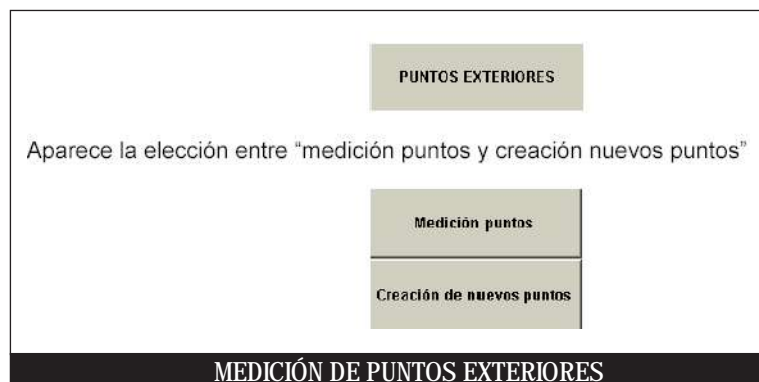 PUNTOS EXTERIORES
Aparece la elección entre “medición puntos y creación nuevos puntos”
Medición puntos
Creación de nuevos puntos
MEDICIÓN DE PUNTOS EXTERIORES